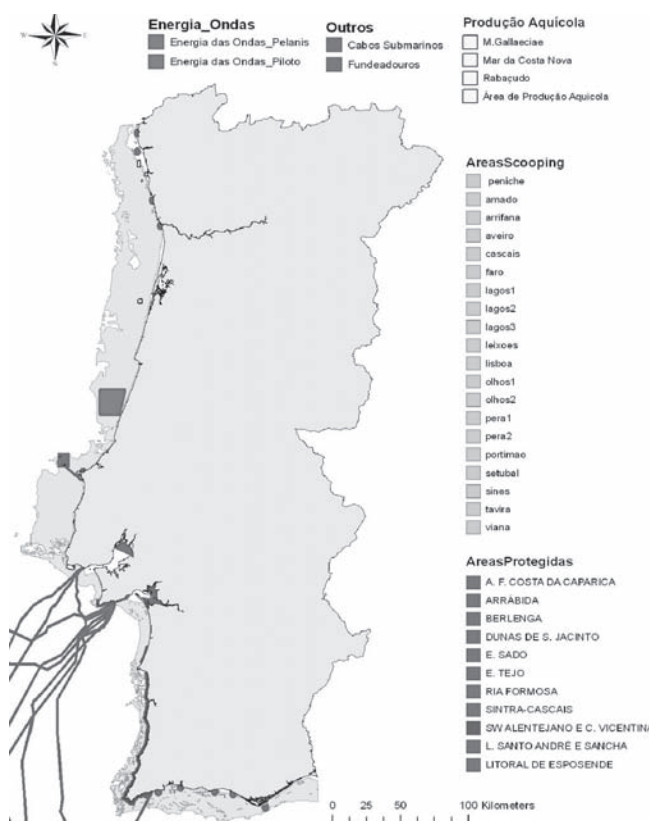 Energia_Ondas
Energia das Ondas_Pelanis
Energia das Ondas_Piloto
Outros
Cabos Submarinos
Fundeadouros
Produção Aquícola
M.Gallaeciae
Mar da Costa Nova
Rabaçudo
Área de Produção Aquicola
N
W
E
S
AreasScooping
peniche
amado
arrifana
aveiro
cascais
faro
lagos1
lagos2
lagos3
leixoes
lisboa
olhos1
olhos2
pera1
pera2
portimao
setubal
sines
tavira
viana
AreasProtegidas
A. F. COSTA DA CAPARICA
ARRÁBIDA
BERLENGA
DUNAS DE S. JACINTO
E. SADO
E. TEJO
RIA FORMOSA
SINTRA-CASCAIS
SW ALENTEJANO E C. VICENTINA
L. SANTO ANDRÉ E SANCHA
LITORAL DE ESPOSENDE
0 25 50 100 Kilometers